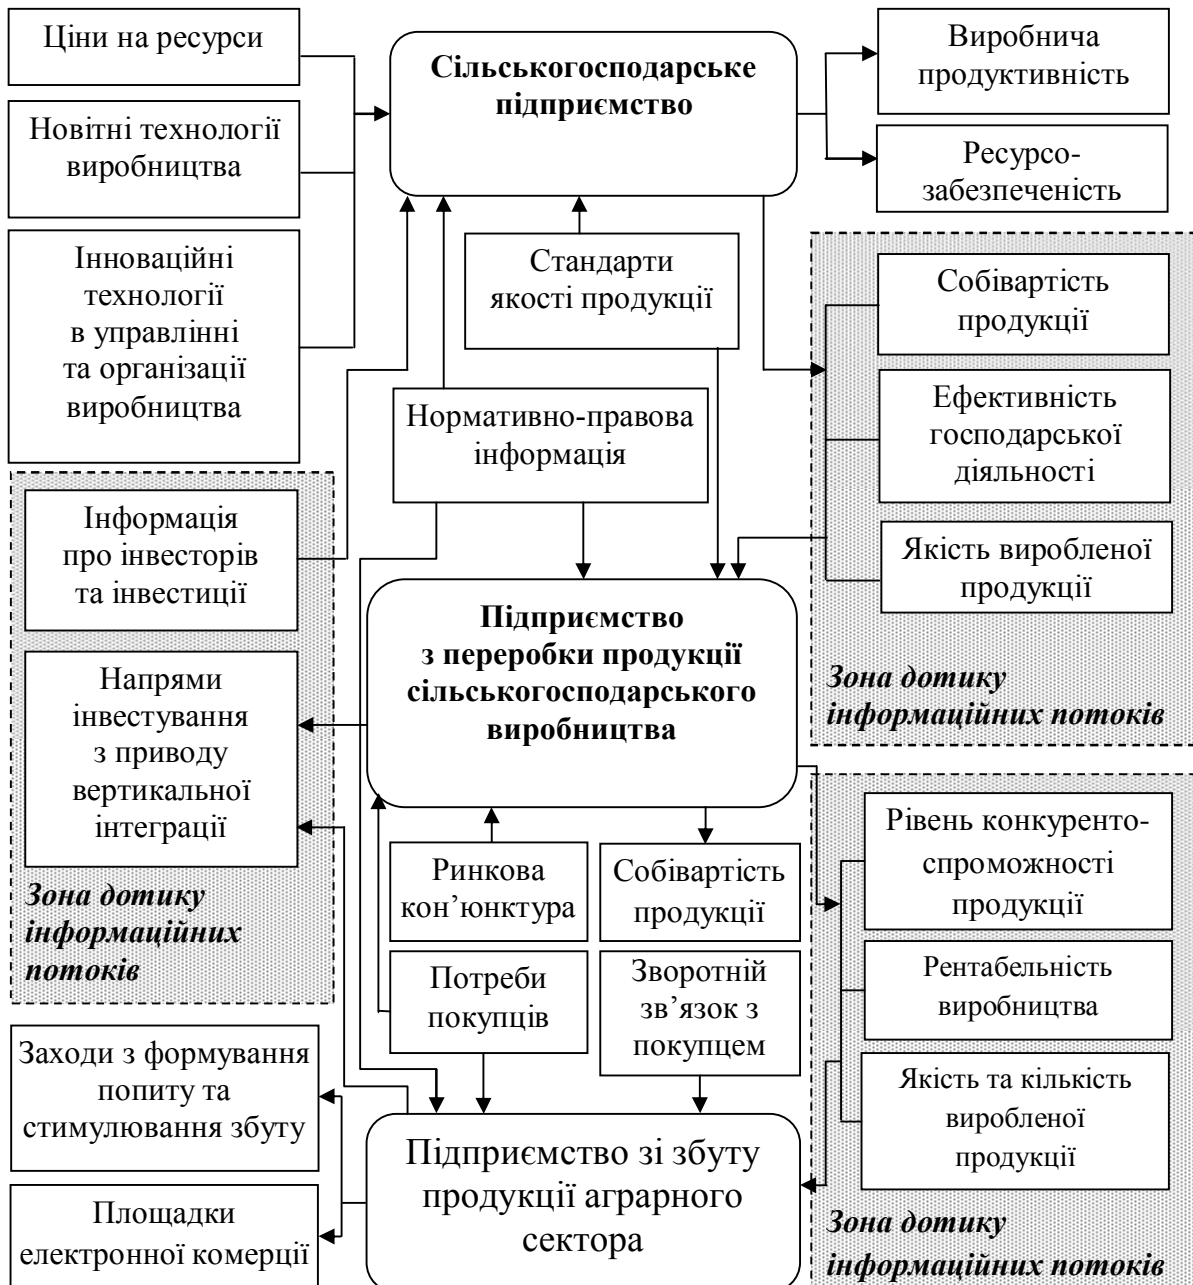 Ціни на ресурси
Сільськогосподарське
підприємство
Виробнича
продуктивність
Новітні технології
виробництва
Ресурсо-
забезпеченість
Інноваційні
технології
в управлінні
та організації
виробництва
Стандарти
якості продукції
Собівартість
продукції
Нормативно-правова
інформація
Ефективність
господарської
діяльності
Інформація
про інвесторів
та інвестиції
Якість виробленої
продукції
Підприємство
з переробки продукції
сільськогосподарського
виробництва
Зона дотику
інформаційних потоків
Напрями
інвестування
з приводу
вертикальної
інтеграції
Зона дотику
інформаційних
потоків
Ринкова
кон’юнктура
Собівартість
продукції
Рівень конкуренто-
спроможності
продукції
Потреби
покупців
Зворотній
зв’язок з
покупцем
Рентабельність
виробництва
Заходи з формування
попиту та
стимулювання збуту
Якість та кількість
виробленої
продукції
Підприємство зі збуту
продукції аграрного
сектора
Площадки
електронної комерції
Зона дотику
інформаційних потоків